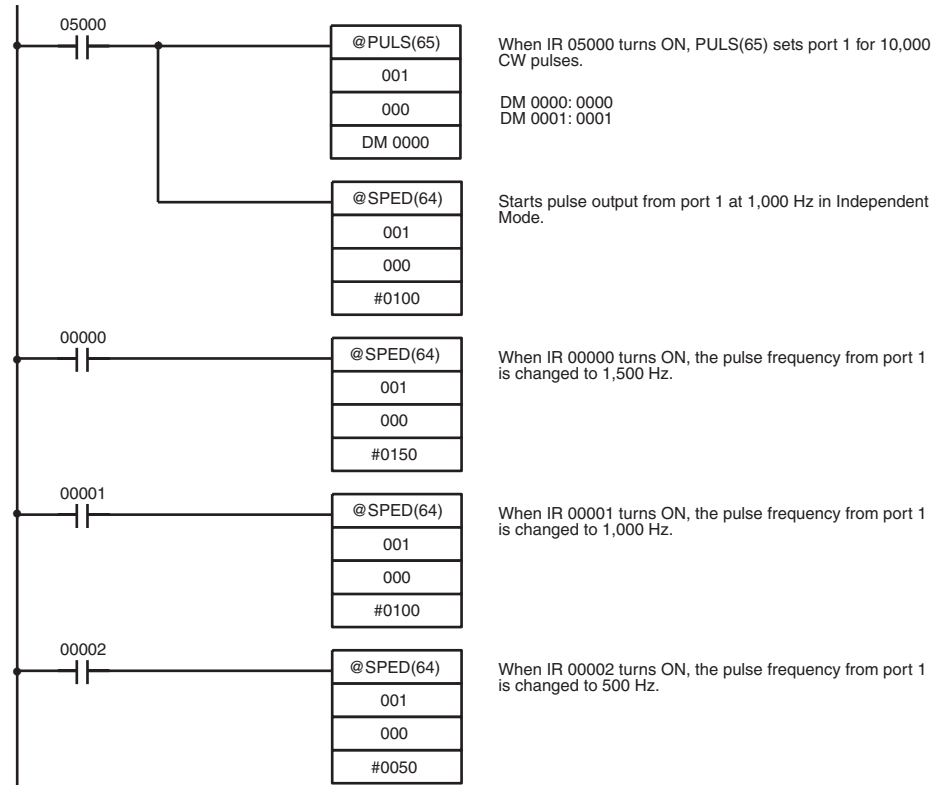 05000
@PULS(65)
001
000
DM 0000
When IR 05000 turns ON, PULS(65) sets port 1 for 10,000
CW pulses.
DM 0000: 0000
DM 0001: 0001
@SPED(64)
001
000
#0100
Starts pulse output from port 1 at 1,000 Hz in Independent
Mode.
00000
@SPED(64)
001
000
#0150
When IR 00000 turns ON, the pulse frequency from port 1
is changed to 1,500 Hz.
00001
@SPED(64)
001
000
#0100
When IR 00001 turns ON, the pulse frequency from port 1
is changed to 1,000 Hz.
00002
@SPED(64)
001
000
#0050
When IR 00002 turns ON, the pulse frequency from port 1
is changed to 500 Hz.